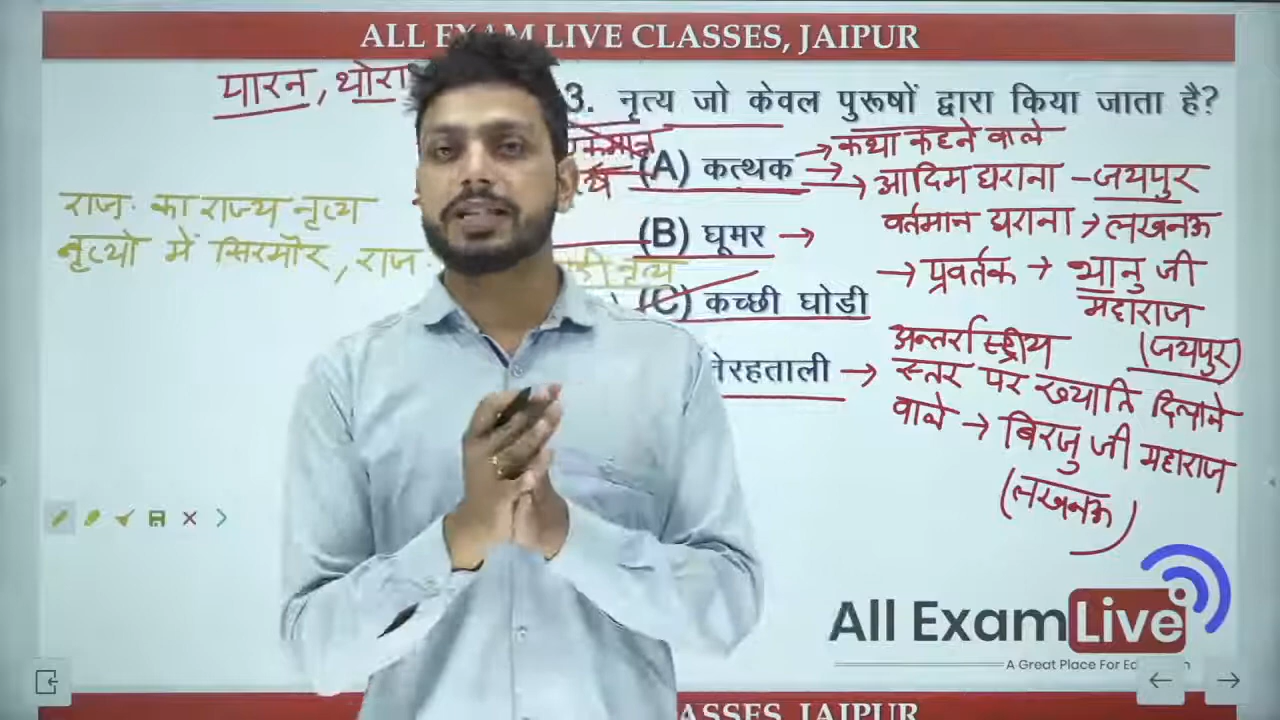 ALL EXAM LIVE CLASSES, JAIPUR
पारन, थोरा
3. नृत्य जो केवल पुरूषों द्वारा किया जाता है?
(A) कत्थक → कथा कहने वाले
→ आदिम घराना - जयपुर
वर्तमान घराना → लखनऊ
राज. का राज्य नृत्य
(B) घूमर →
नृत्यो में सिरमौर, राज.
नृत्य
→ प्रवर्तक → भानु जी
महाराज
(जयपुर)
(C) कच्छी घोडी
तेरहताली →
अन्तर्राष्ट्रीय
स्तर पर ख्याति दिलाने
वाले → बिरजु जी महाराज
(लखनऊ)
All Exam Live
A Great Place For
CLASSES, JAIPUR